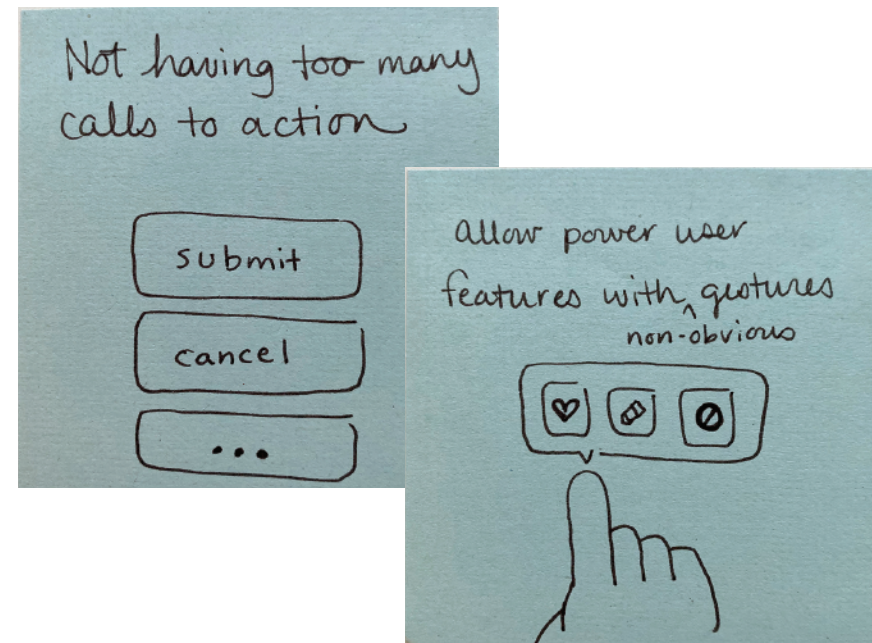 Not having too many
calls to action
submit
cancel
...
allow power user
features with gestures
non-obvious